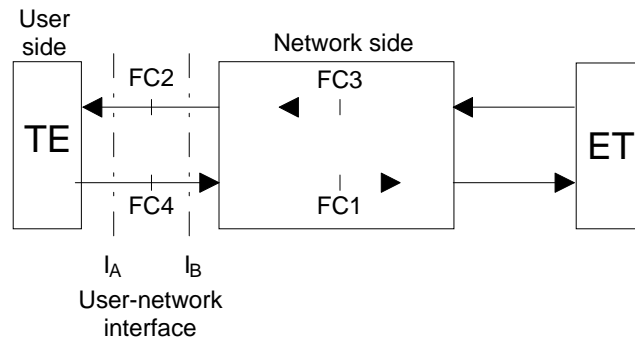 User
side
Network side
FC2
FC3
TE
ET
FC4
FC1
IA
IB
User-network
interface